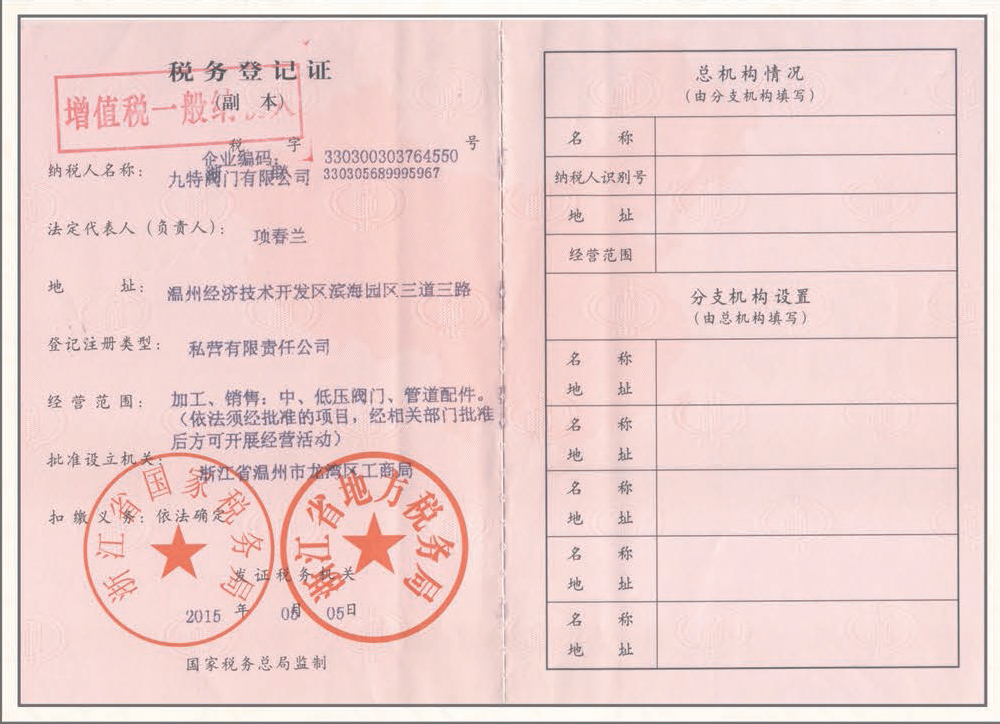 税务登记证
(副 本)
增值税一般纳
税 字 号
企业编码: 330300303764550
330305689995967
纳税人名称: 九特阀门有限公司
法定代表人(负责人): 项春兰
地 址: 温州经济技术开发区滨海园区三道三路
登记注册类型: 私营有限责任公司
经营范围: 加工、销售:中、低压阀门、管道配件。
(依法须经批准的项目,经相关部门批准
后方可开展经营活动)
批准设立机关: 浙江省温州市龙湾区工商局
扣缴义务: 依法确定
浙江省国家税务局
浙江省地方税务局
发证税务机关
2015 年 05 月 05 日
国家税务总局监制
总机构情况
(由分支机构填写)
名 称
纳税人识别号
地 址
经营范围
分支机构设置
(由总机构填写)
名 称
地 址
名 称
地 址
名 称
地 址
名 称
地 址
名 称
地 址